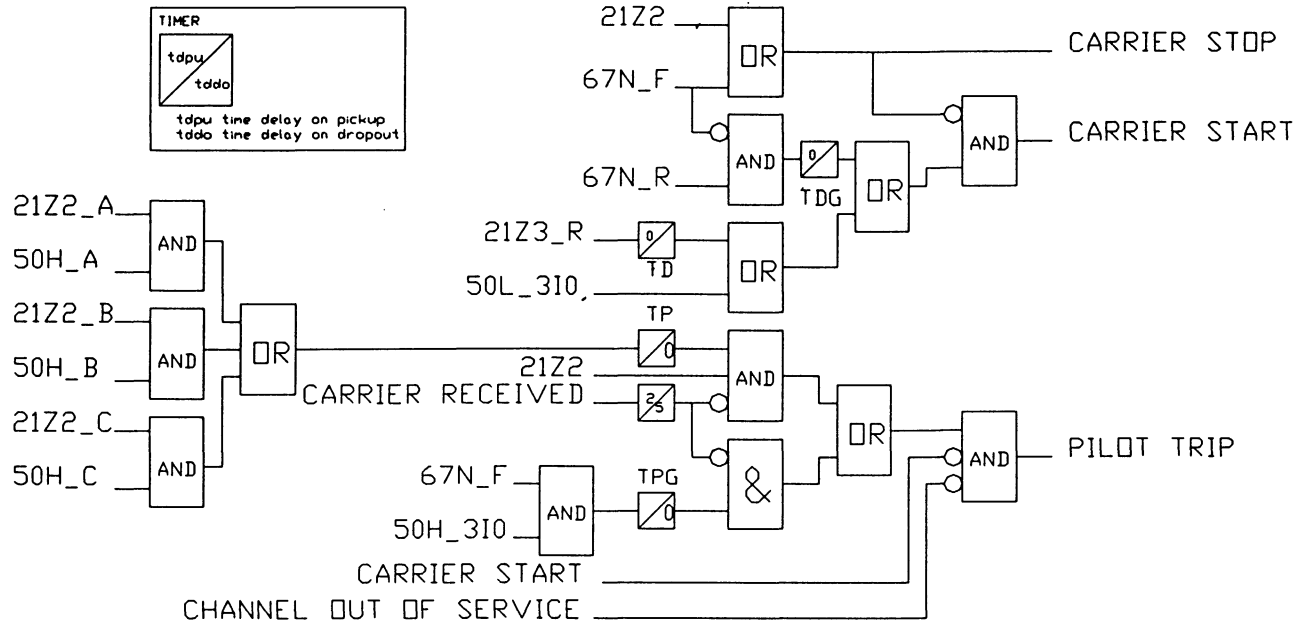 TIMER
tdpu
tddo
tdpu time delay on pickup
tddo time delay on dropout
21Z2
OR
CARRIER STOP
67N_F
AND
CARRIER START
AND
0
67N_R
TDG
OR
21Z2_A
AND
50H_A
21Z3_R
0
TD
OR
50L_3I0
21Z2_B
AND
50H_B
OR
TP
0
21Z2
AND
CARRIER RECEIVED
2
5
OR
21Z2_C
AND
50H_C
AND
PILOT TRIP
67N_F
TPG
&
AND
0
50H_3I0
CARRIER START
CHANNEL OUT OF SERVICE